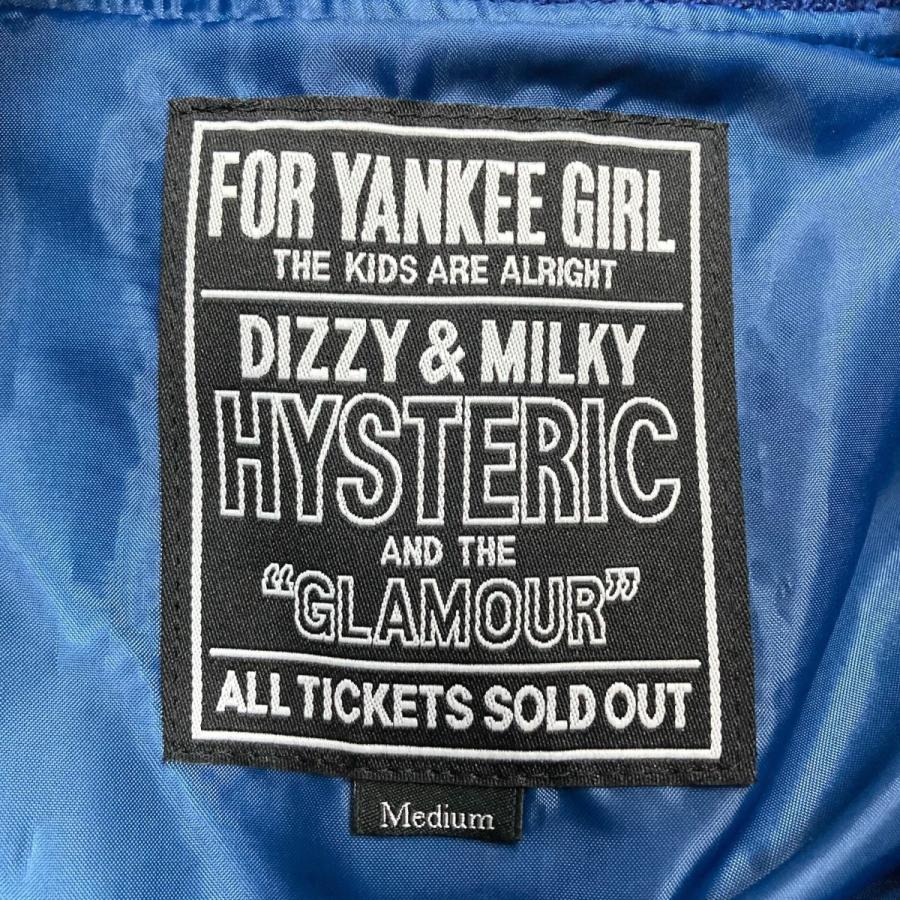 FOR YANKEE GIRL
THE KIDS ARE ALRIGHT
DIZZY & MILKY
HYSTERIC
AND THE
“GLAMOUR”
ALL TICKETS SOLD OUT
Medium